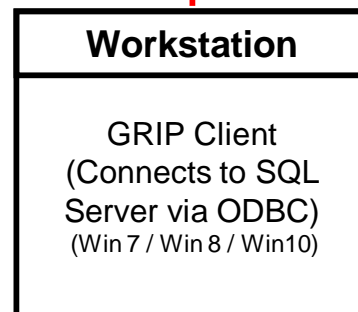 Workstation
GRIP Client
(Connects to SQL
Server via ODBC)
(Win 7 / Win 8 / Win10)